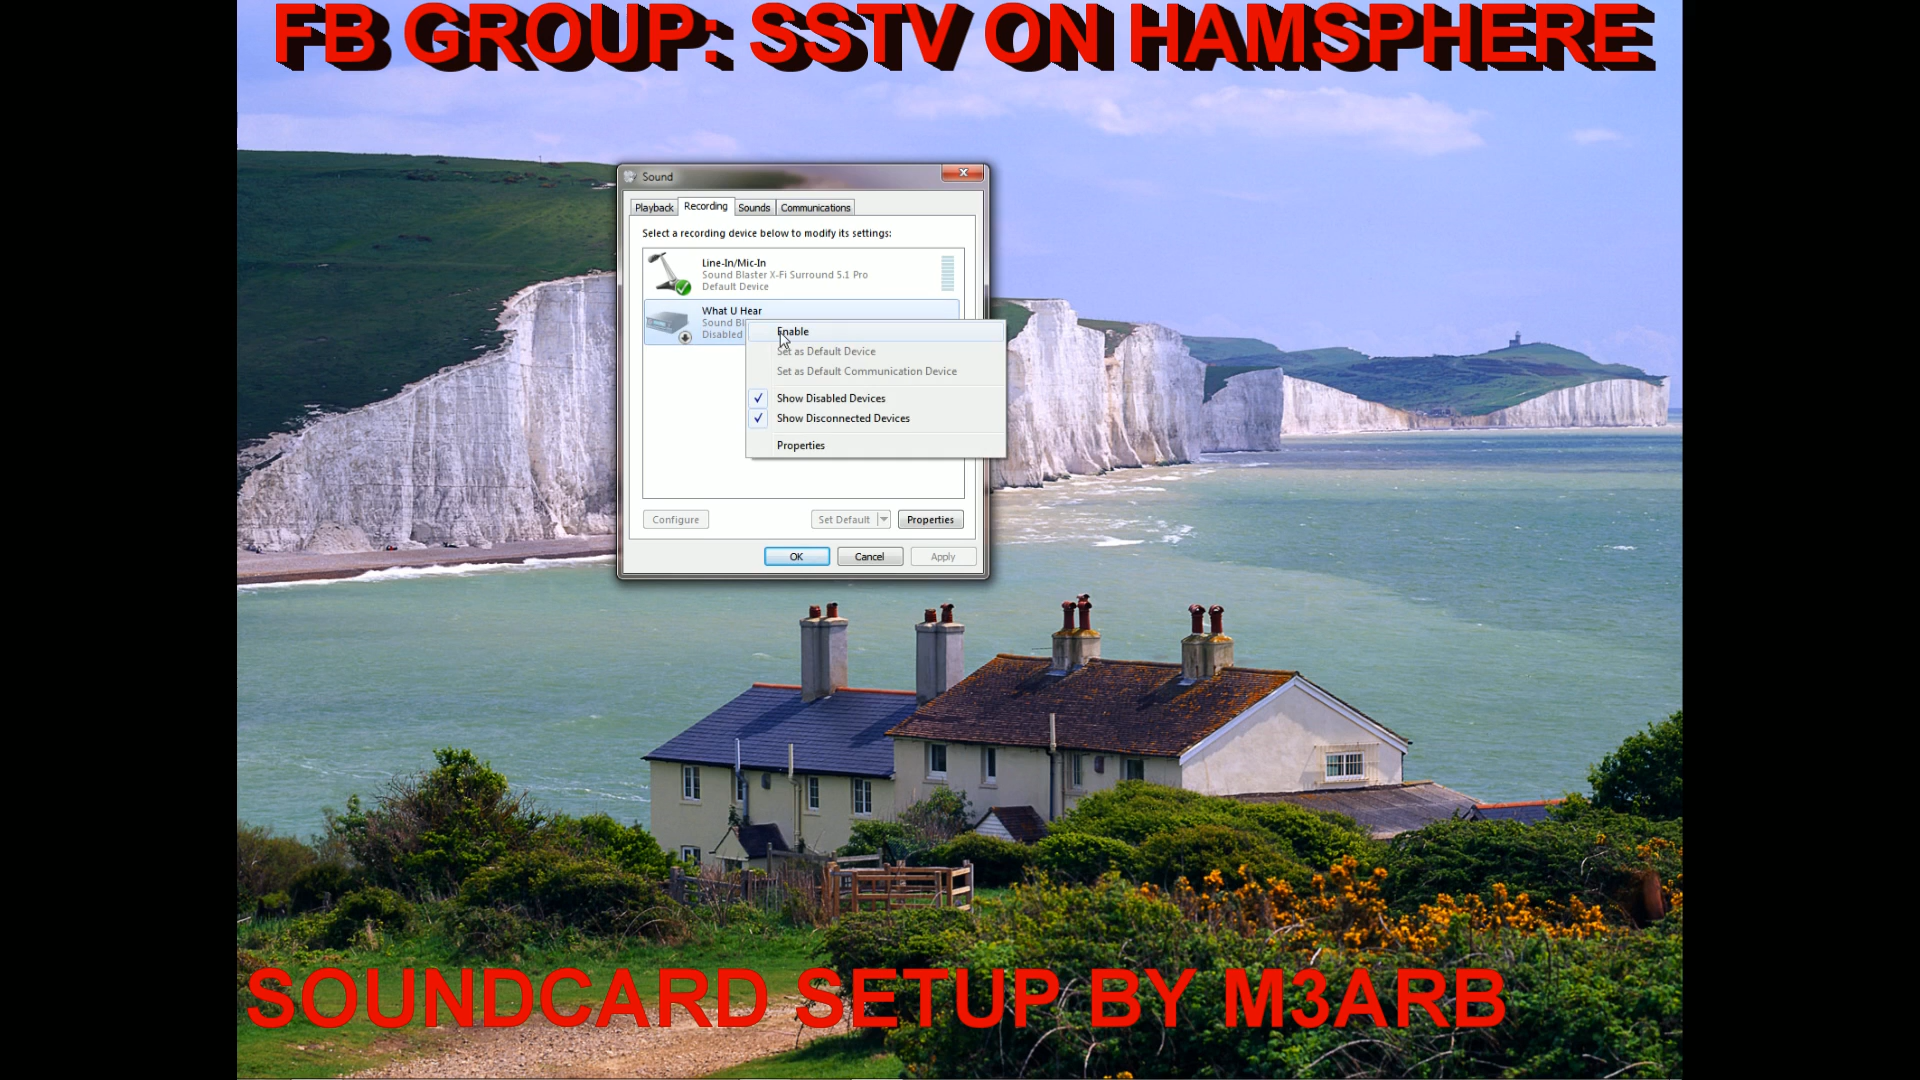 FB GROUP: SSTV ON HAMSPHERE
Sound
Playback Recording Sounds Communications
Select a recording device below to modify its settings:
Line-In/Mic-In
Sound Blaster X-Fi Surround 5.1 Pro
Default Device
What U Hear
Sound
Disabled
Enable
Set as Default Device
Set as Default Communication Device
Show Disabled Devices
Show Disconnected Devices
Properties
Configure Set Default Properties
OK Cancel Apply
SOUNDCARD SETUP BY M3ARB